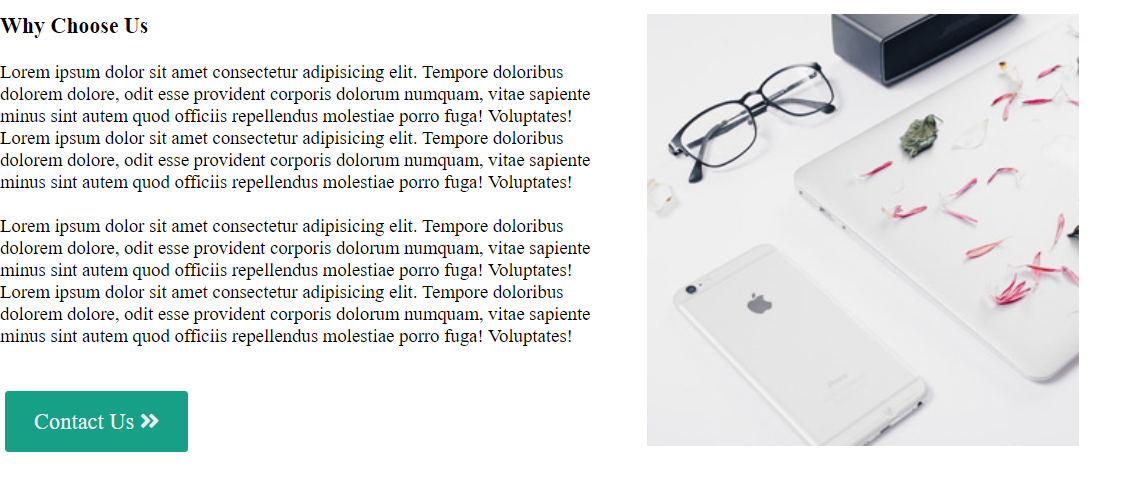 Why Choose Us
Lorem ipsum dolor sit amet consectetur adipisicing elit. Tempore doloribus
dolorem dolore, odit esse provident corporis dolorum numquam, vitae sapiente
minus sint autem quod officiis repellendus molestiae porro fuga! Voluptates!
Lorem ipsum dolor sit amet consectetur adipisicing elit. Tempore doloribus
dolorem dolore, odit esse provident corporis dolorum numquam, vitae sapiente
minus sint autem quod officiis repellendus molestiae porro fuga! Voluptates!
Lorem ipsum dolor sit amet consectetur adipisicing elit. Tempore doloribus
dolorem dolore, odit esse provident corporis dolorum numquam, vitae sapiente
minus sint autem quod officiis repellendus molestiae porro fuga! Voluptates!
Lorem ipsum dolor sit amet consectetur adipisicing elit. Tempore doloribus
dolorem dolore, odit esse provident corporis dolorum numquam, vitae sapiente
minus sint autem quod officiis repellendus molestiae porro fuga! Voluptates!
Contact Us
iPhone